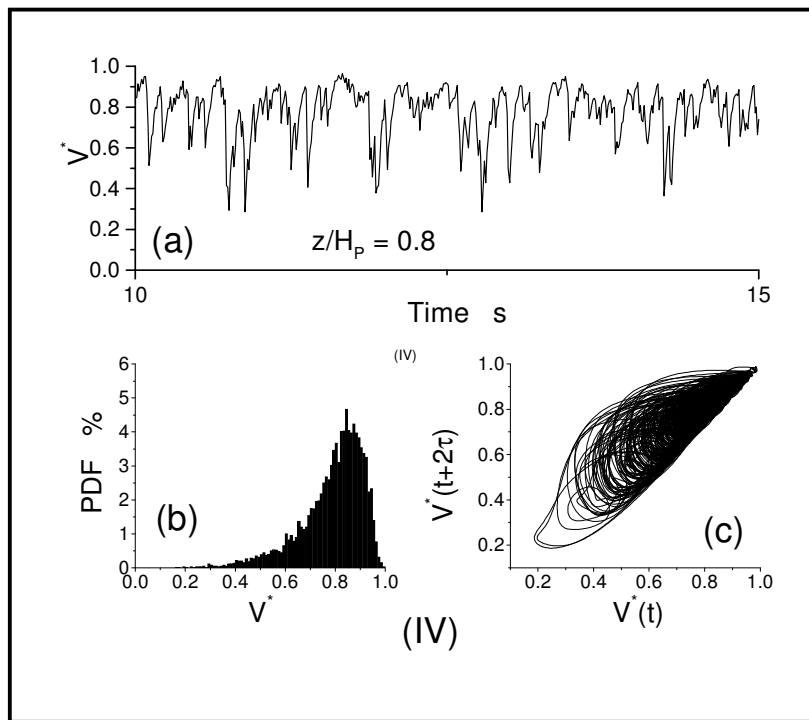 1.0
0.8
0.6
0.4
0.2
0.0
V*
(a)
z/H_P = 0.8
10
15
Time s
(IV)
6
5
4
3
2
1
0
PDF %
(b)
0.0 0.2 0.4 0.6 0.8 1.0
V*
1.0
0.8
0.6
0.4
0.2
V*(t+2τ)
(c)
0.2 0.4 0.6 0.8 1.0
V*(t)
(IV)